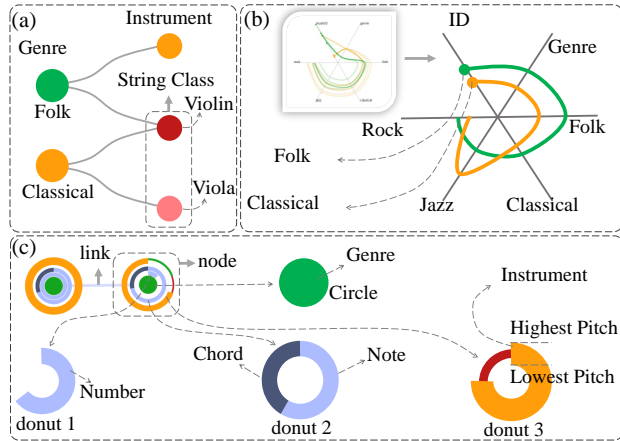 (a)
Instrument
Genre
String Class
Violin
Folk
Classical
Viola
(b)
ID
Genre
Rock
Folk
Folk
Classical
Jazz
Classical
(c)
link
node
Genre
Circle
Instrument
Highest Pitch
Lowest Pitch
Chord
Note
Number
donut 1
donut 2
donut 3